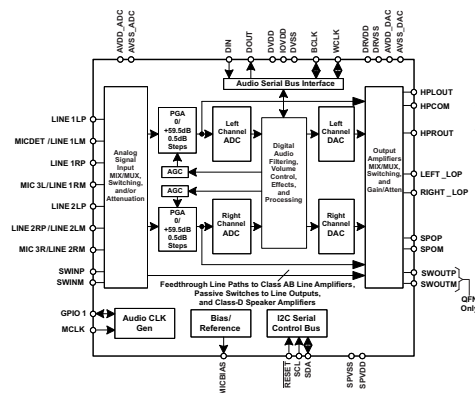 AVDD_ADC
AVSS_ADC
DIN
DOUT
DVDD
IOVDD
DVSS
BCLK
WCLK
DRVDD
DRVSS
AVDD_DAC
AVSS_DAC
Audio Serial Bus Interface
LINE 1LP
MICDET /LINE 1LM
LINE 1RP
MIC 3L/LINE 1RM
LINE 2LP
LINE 2RP /LINE 2LM
MIC 3R/LINE 2RM
SWINP
SWINM
GPIO 1
MCLK
Analog
Signal
Input
MIX/MUX,
Switching,
and/or
Attenuation
PGA
0/
+59.5dB
0.5dB
Steps
AGC
AGC
PGA
0/
+59.5dB
0.5dB
Steps
Left
Channel
ADC
Right
Channel
ADC
Digital
Audio
Filtering,
Volume
Control,
Effects,
and
Processing
Left
Channel
DAC
Right
Channel
DAC
Output
Amplifiers
MIX/MUX,
Switching,
and
Gain/Atten
HPLOUT
HPCOM
HPROUT
LEFT _LOP
RIGHT _LOP
SPOP
SPOM
SWOUTP
SWOUTM
QFN
Only
Feedthrough Line Paths to Class AB Line Amplifiers,
Passive Switches to Line Outputs,
and Class-D Speaker Amplifiers
Audio CLK
Gen
Bias/
Reference
I2C Serial
Control Bus
MICBIAS
RESET
SCL
SDA
SPVSS
SPVDD